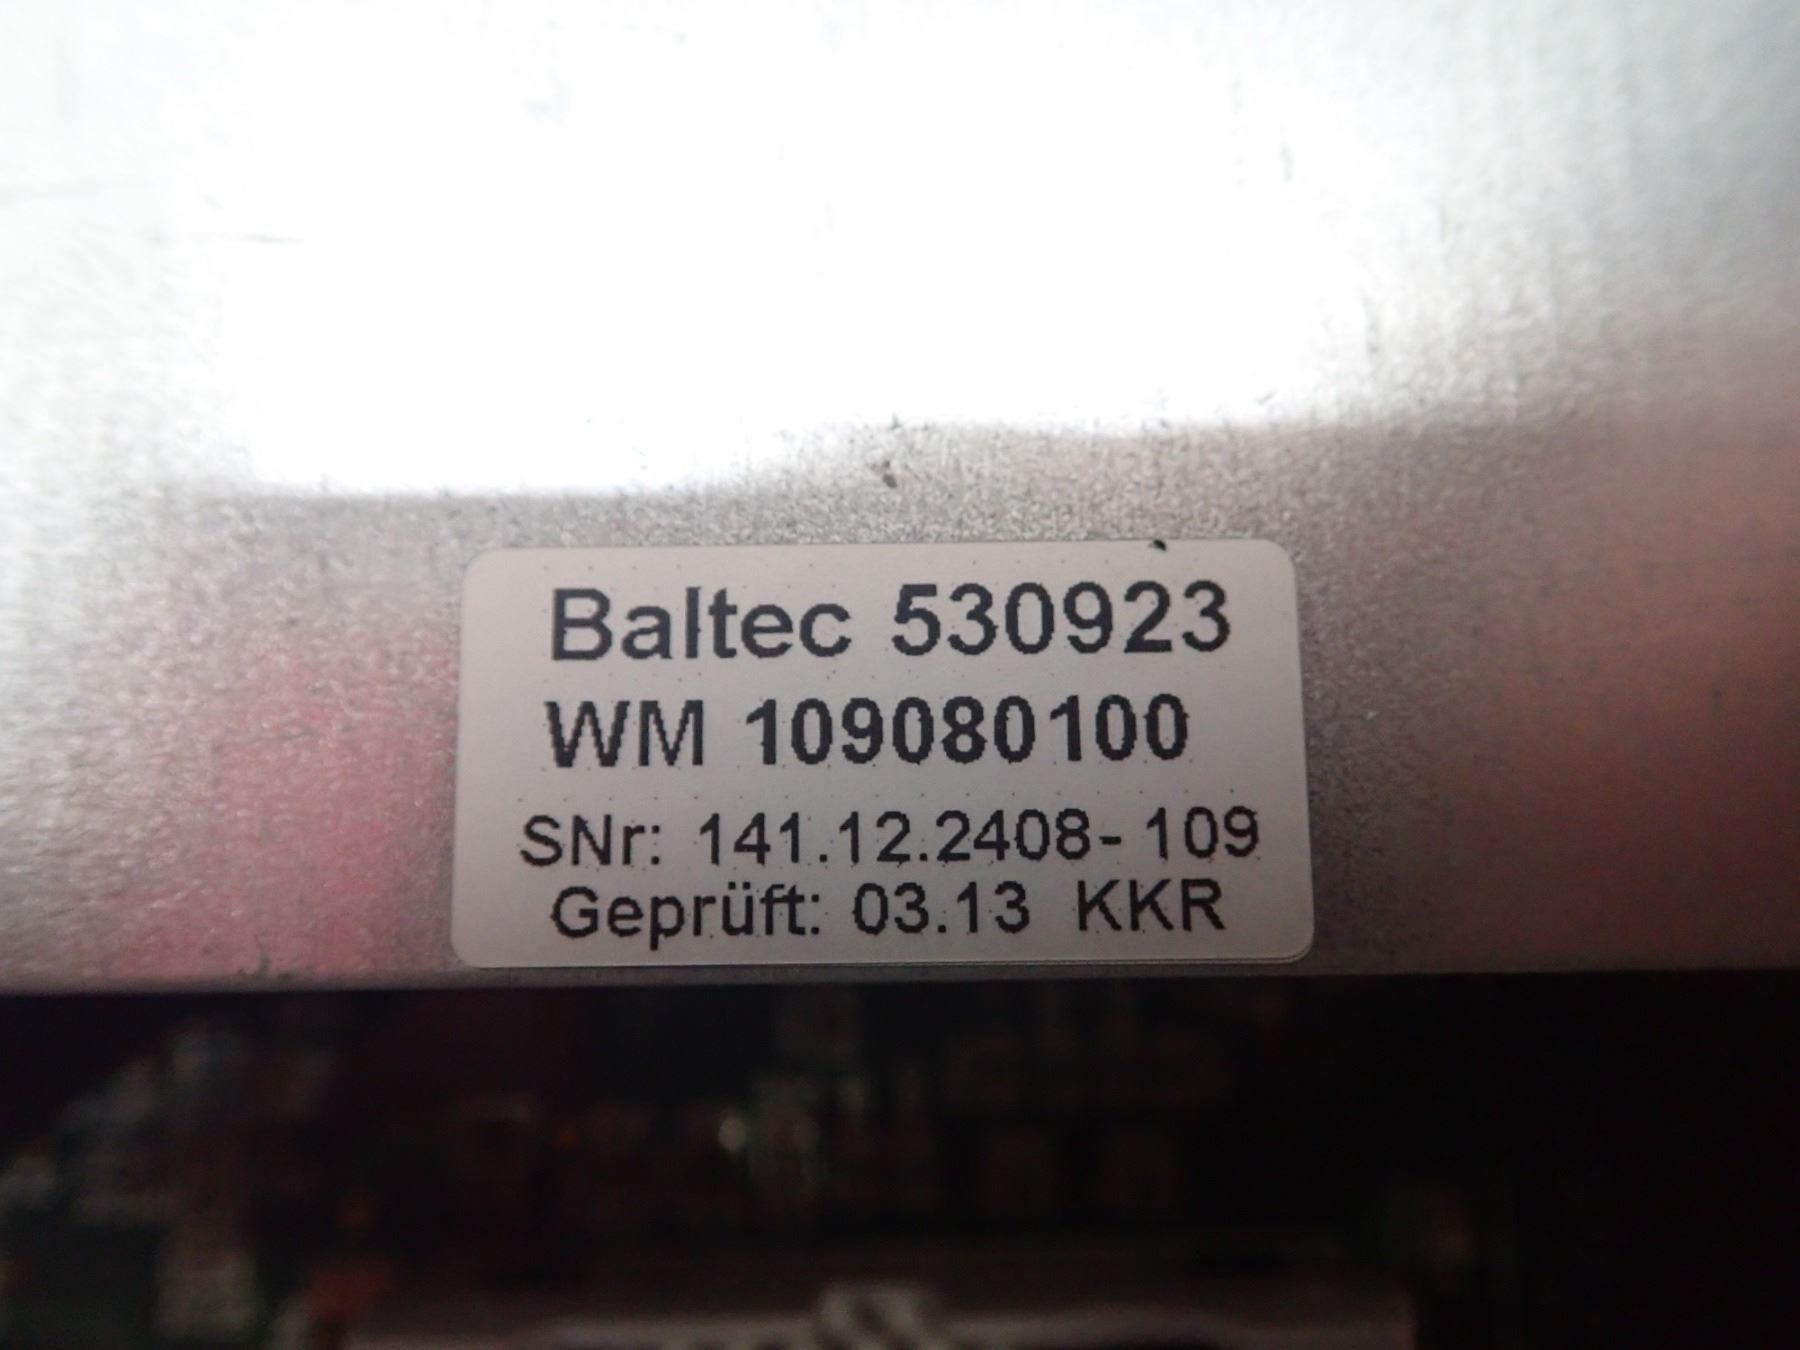 Baltec 530923
WM 109080100
SNr: 141.12.2408- 109
Geprüft: 03.13 KKR